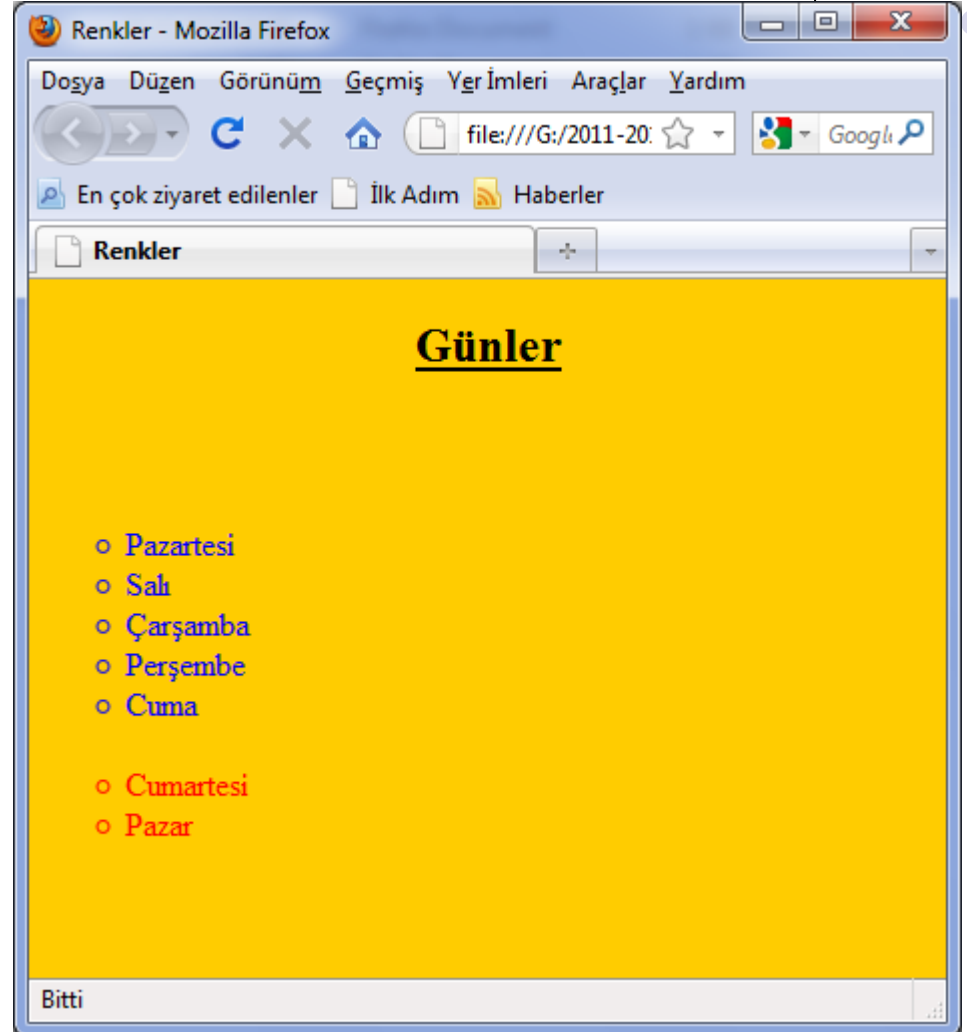 Renkler - Mozilla Firefox
Dosya Düzen Görünüm Geçmiş Yer İmleri Araçlar Yardım
file:///G:/2011-20 Google
En çok ziyaret edilenler İlk Adım Haberler
Renkler
Günler
Pazartesi
Salı
Çarşamba
Perşembe
Cuma
Cumartesi
Pazar
Bitti